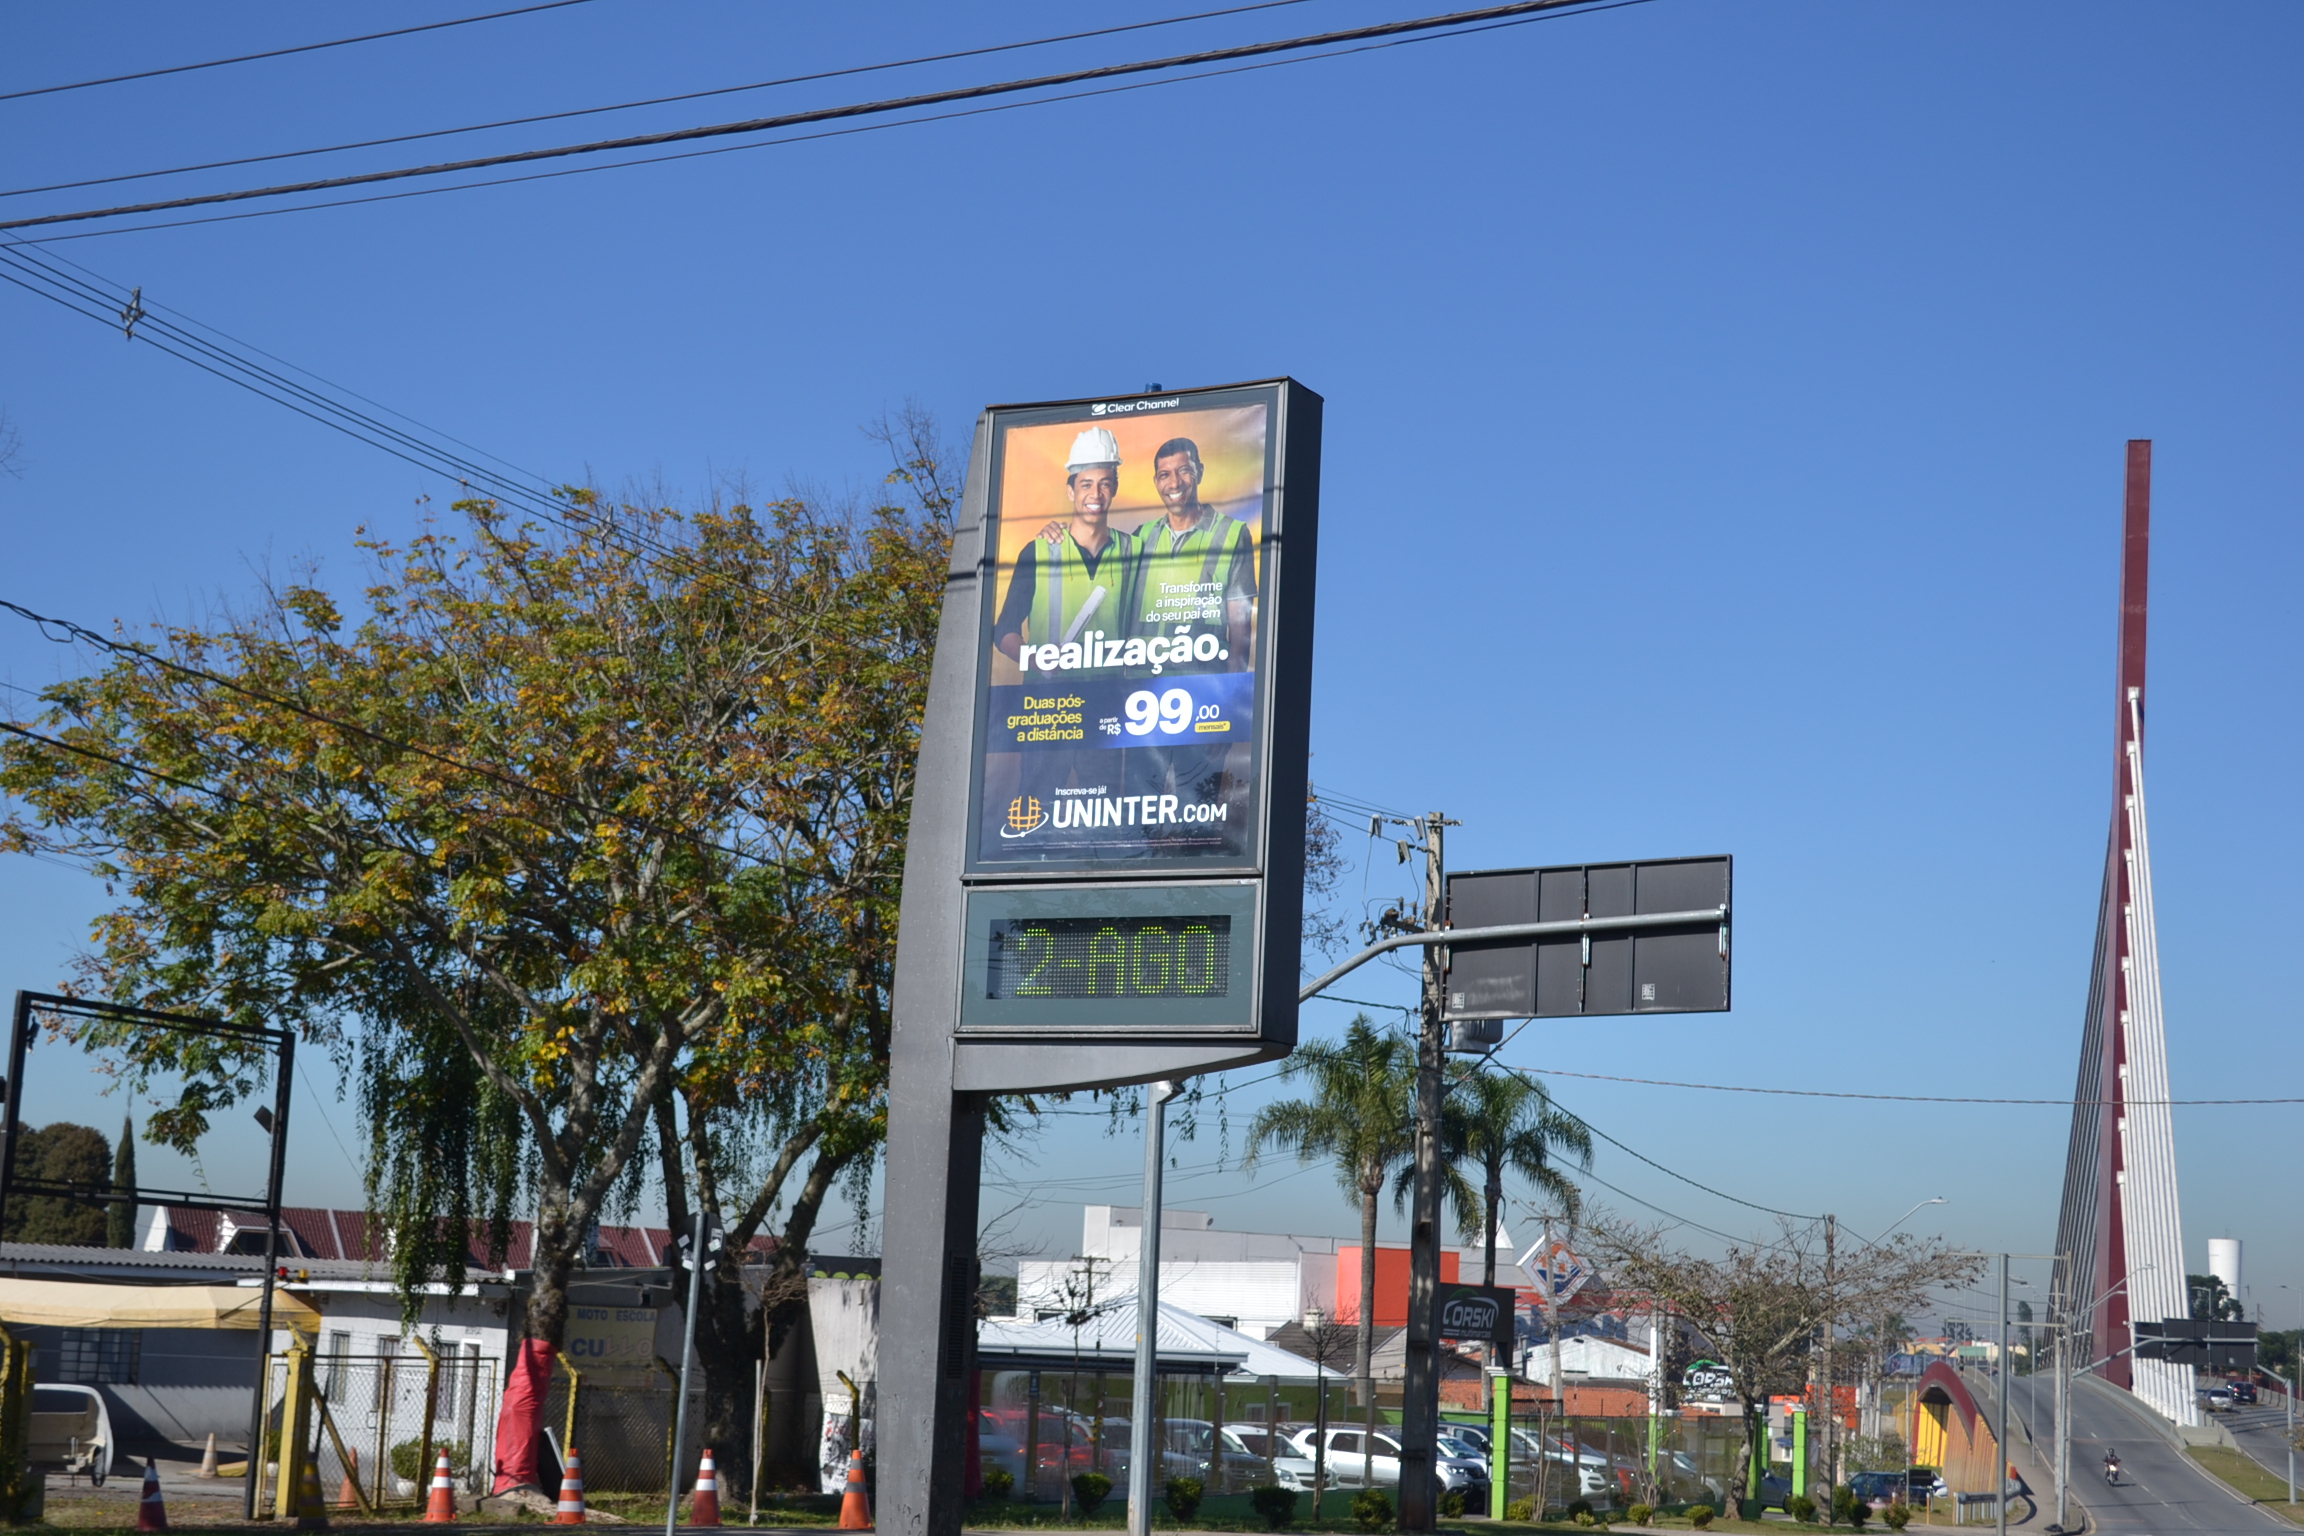 Clear Channel
Transforme
a inspiração
do seu pai em
realização.
Duas pós-
graduações
a distância
a partir
de R$ 99,00
mensais*
Inscreva-se já!
UNINTER.COM
2-AGO
MOTO ESCOLA
CORSKI